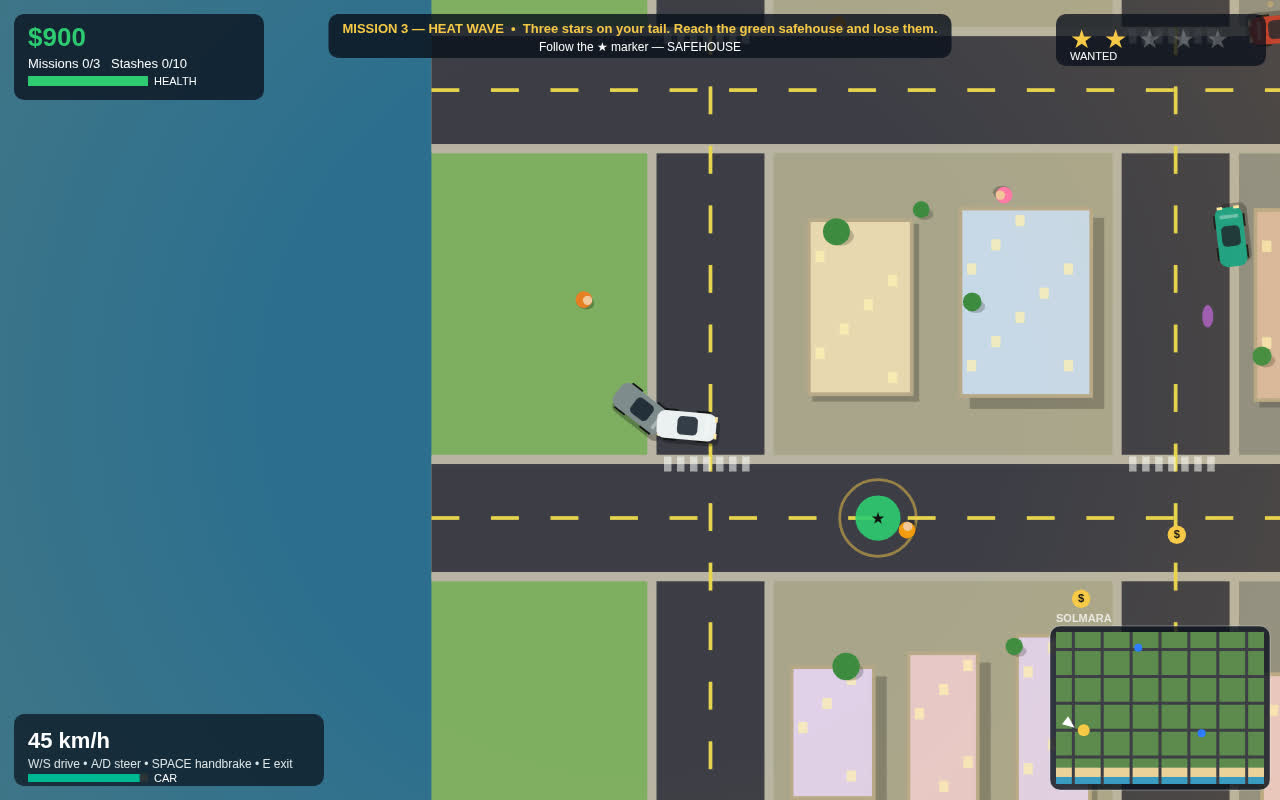 $900
Missions 0/3 Stashes 0/10
HEALTH
MISSION 3 — HEAT WAVE • Three stars on your tail. Reach the green safehouse and lose them.
Follow the ★ marker — SAFEHOUSE
★ ★ ★ ★ ★
WANTED
★
$
$
SOLMARA
45 km/h
W/S drive • A/D steer • SPACE handbrake • E exit
CAR